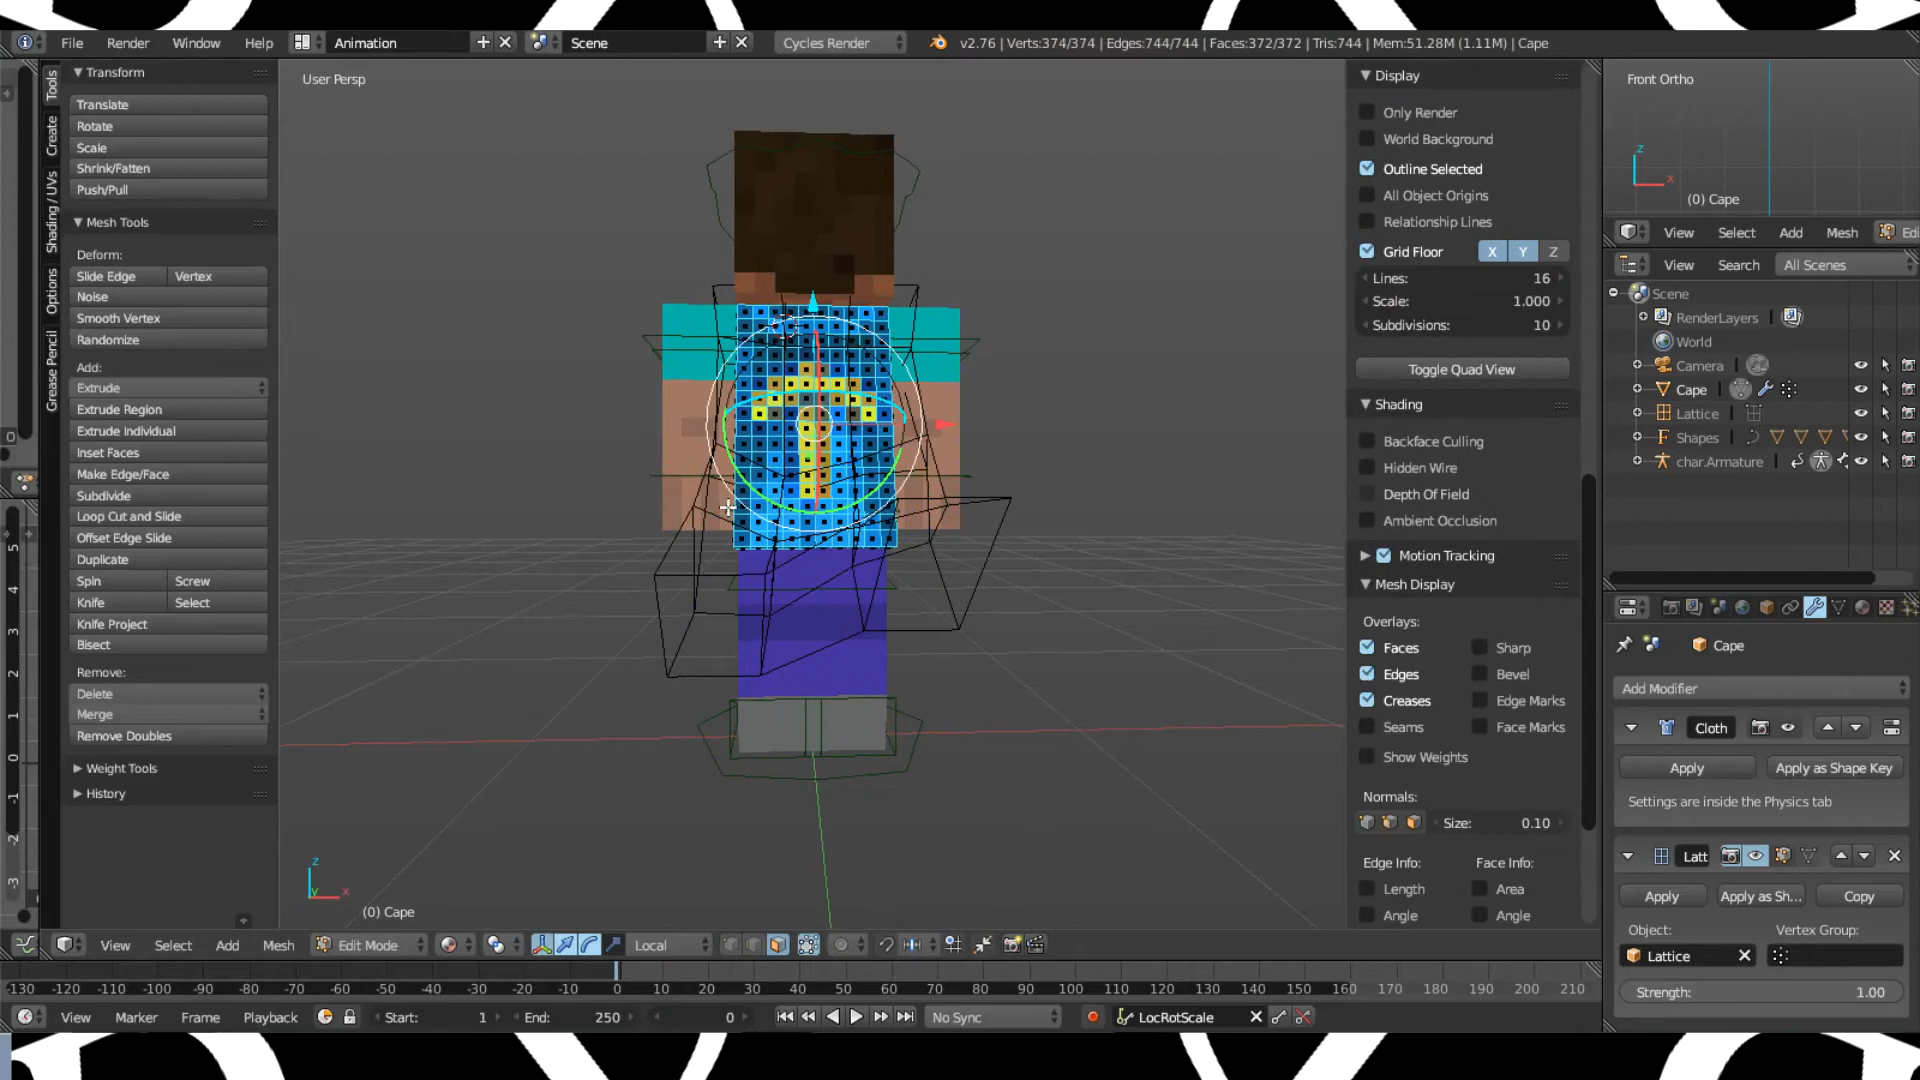 File Render Window Help Animation Scene Cycles Render v2.76 | Verts:374/374 | Edges:744/744 | Faces:372/372 | Tris:744 | Mem:51.28M (1.11M) | Cape
Tools
Create
Shading / UVs
Options
Grease Pencil
Transform
Translate
Rotate
Scale
Shrink/Fatten
Push/Pull
Mesh Tools
Deform:
Slide Edge Vertex
Noise
Smooth Vertex
Randomize
Add:
Extrude
Extrude Region
Extrude Individual
Inset Faces
Make Edge/Face
Subdivide
Loop Cut and Slide
Offset Edge Slide
Duplicate
Spin Screw
Knife Select
Knife Project
Bisect
Remove:
Delete
Merge
Remove Doubles
Weight Tools
History
0
5
4
3
2
1
0
-1
-2
-3
User Persp
z
y x
(0) Cape
Display
Only Render
World Background
Outline Selected
All Object Origins
Relationship Lines
Grid Floor X Y Z
Lines: 16
Scale: 1.000
Subdivisions: 10
Toggle Quad View
Shading
Backface Culling
Hidden Wire
Depth Of Field
Ambient Occlusion
Motion Tracking
Mesh Display
Overlays:
Faces Sharp
Edges Bevel
Creases Edge Marks
Seams Face Marks
Show Weights
Normals:
Size: 0.10
Edge Info: Face Info:
Length Area
Angle Angle
Front Ortho
z
x
(0) Cape
View Select Add Mesh Edi
View Search All Scenes
Scene
RenderLayers
World
Camera
Cape
Lattice
Shapes
char.Armature
Cape
Add Modifier
Cloth
Apply Apply as Shape Key
Settings are inside the Physics tab
Latt
Apply Apply as Sh... Copy
Object: Vertex Group:
Lattice
Strength: 1.00
View Select Add Mesh Edit Mode Local
-130 -120 -110 -100 -90 -80 -70 -60 -50 -40 -30 -20 -10 0 10 20 30 40 50 60 70 80 90 100 110 120 130 140 150 160 170 180 190 200 210
View Marker Frame Playback Start: 1 End: 250 0 No Sync LocRotScale